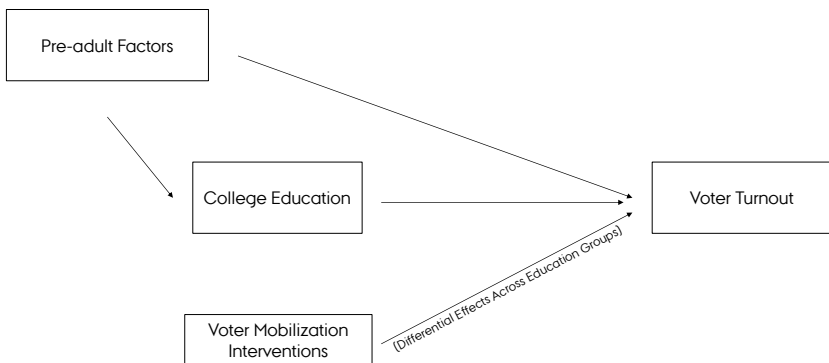 Pre-adult Factors
College Education
Voter Turnout
(Differential Effects Across Education Groups)
Voter Mobilization
Interventions